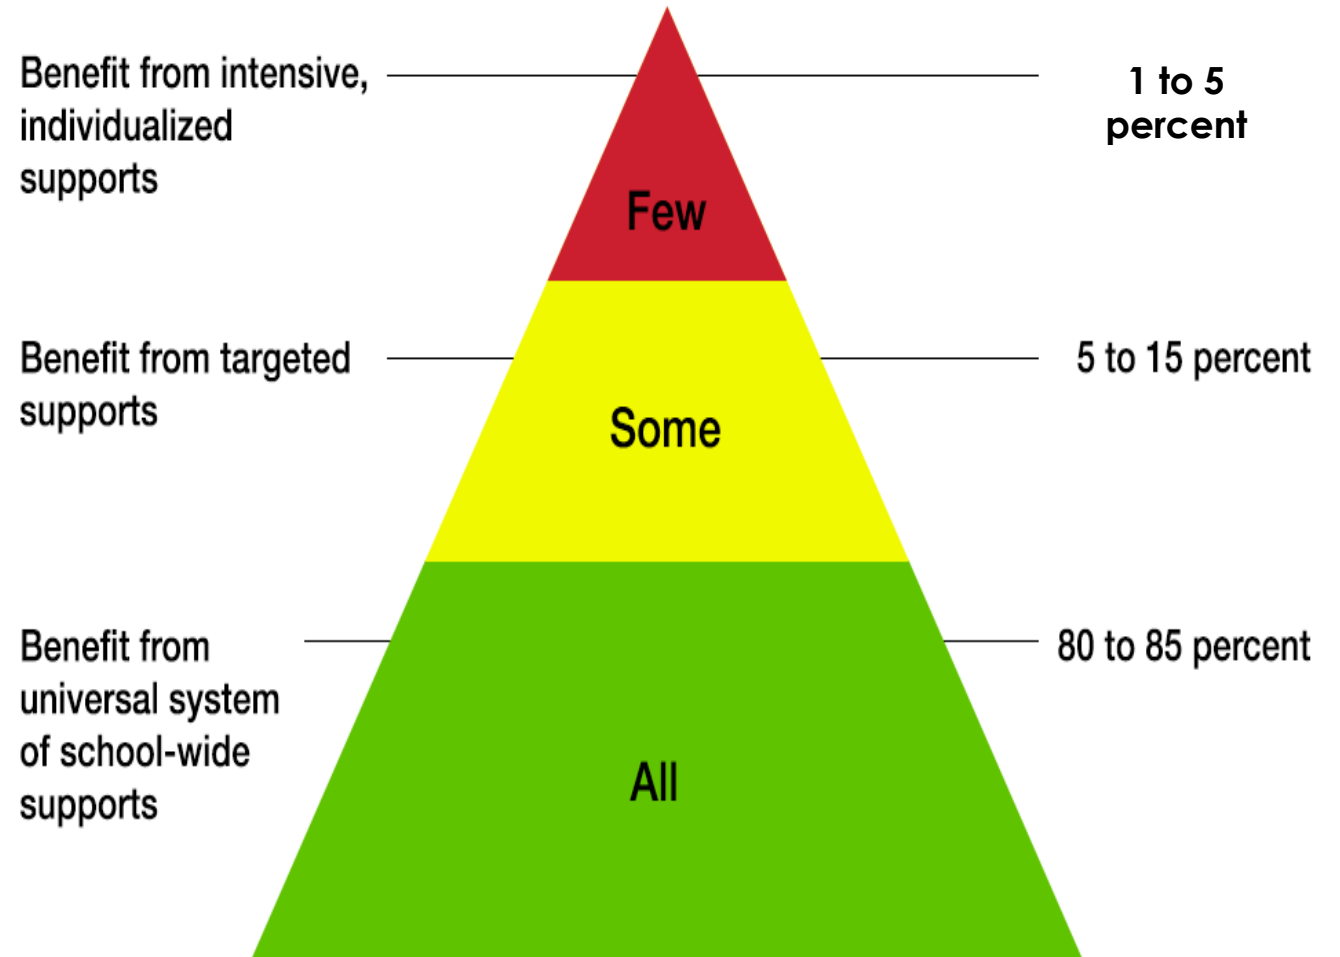 Benefit from intensive,
individualized
supports
1 to 5
percent
Few
Benefit from targeted
supports
5 to 15 percent
Some
Benefit from
universal system
of school-wide
supports
80 to 85 percent
All